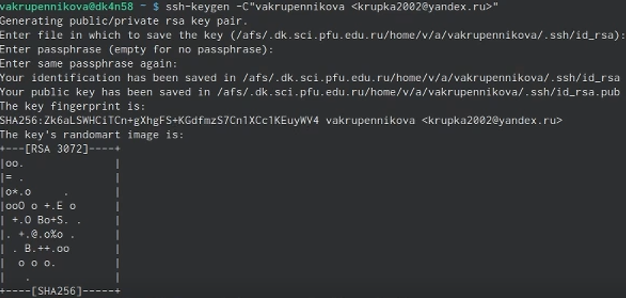 vakrupennikova@dk4n58 ~ $ ssh-keygen -C"vakrupennikova <krupka2002@yandex.ru>"
Generating public/private rsa key pair.
Enter file in which to save the key (/afs/.dk.sci.pfu.edu.ru/home/v/a/vakrupennikova/.ssh/id_rsa):
Enter passphrase (empty for no passphrase):
Enter same passphrase again:
Your identification has been saved in /afs/.dk.sci.pfu.edu.ru/home/v/a/vakrupennikova/.ssh/id_rsa
Your public key has been saved in /afs/.dk.sci.pfu.edu.ru/home/v/a/vakrupennikova/.ssh/id_rsa.pub
The key fingerprint is:
SHA256:Zk6aLSWHCiTCn+gXhgFS+KGdfmzS7Cn1XCc1KEuyWV4 vakrupennikova <krupka2002@yandex.ru>
The key's randomart image is:
+---[RSA 3072]----+
|oo.              |
|= .              |
|o*.o     .       |
|ooO o +.E o      |
| +.O Bo+S. .     |
|. +.@.o%o .      |
| . B.++.oo       |
|  o o o.         |
|   .             |
+----[SHA256]-----+